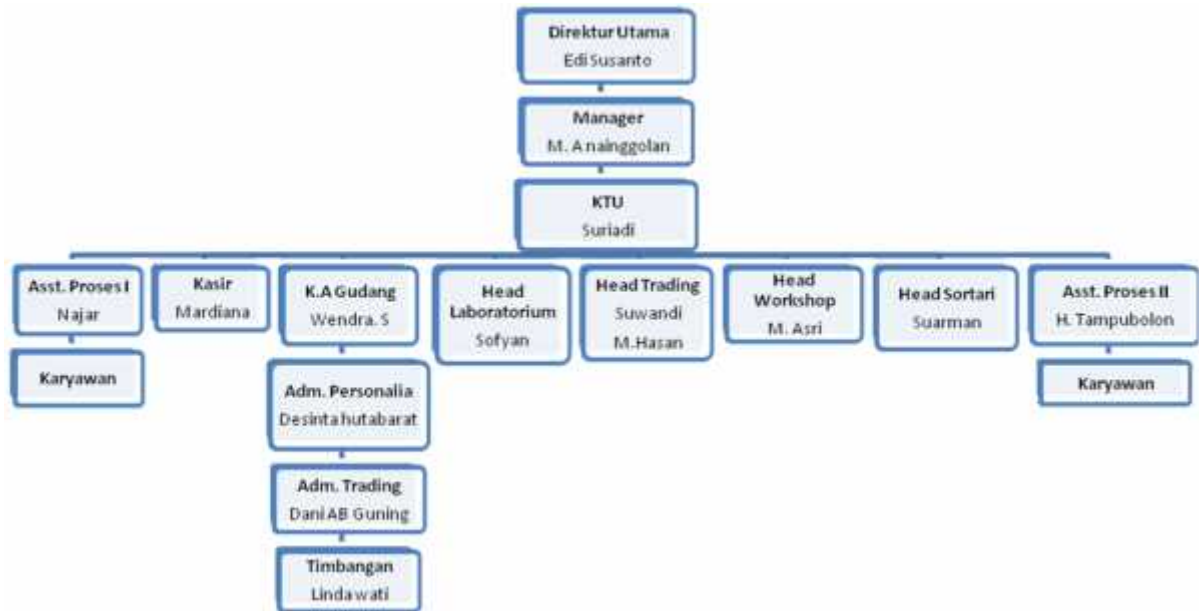 Direktur Utama
Edi Susanto
Manager
M. A nainggolan
KTU
Suriadi
Asst. Proses I
Najar
Kasir
Mardiana
K.A Gudang
Wendra. S
Head
Laboratorium
Sofyan
Head Trading
Suwandi
M.Hasan
Head
Workshop
M. Asri
Head Sortari
Suarman
Asst. Proses II
H. Tampubolon
Karyawan
Karyawan
Adm. Personalia
Desinta hutabarat
Adm. Trading
Dani AB Guning
Timbangan
Linda wati